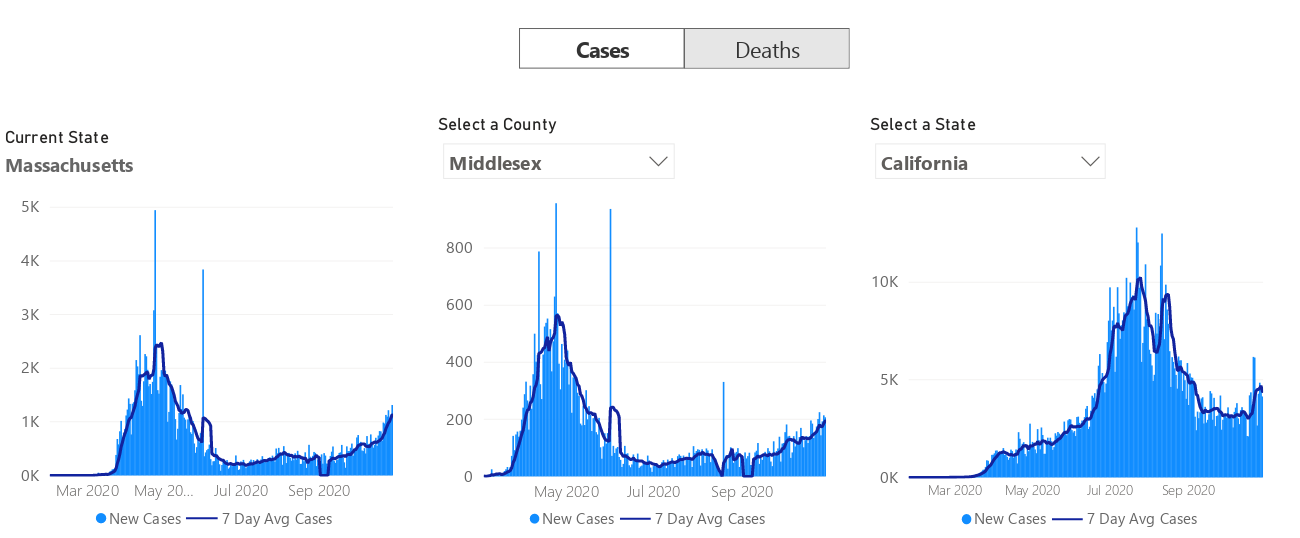 Cases Deaths
Current State
Massachusetts
5K
4K
3K
2K
1K
0K
Mar 2020 May 20... Jul 2020 Sep 2020
New Cases 7 Day Avg Cases
Select a County
Middlesex
800
600
400
200
0
May 2020 Jul 2020 Sep 2020
New Cases 7 Day Avg Cases
Select a State
California
10K
5K
0K
Mar 2020 May 2020 Jul 2020 Sep 2020
New Cases 7 Day Avg Cases